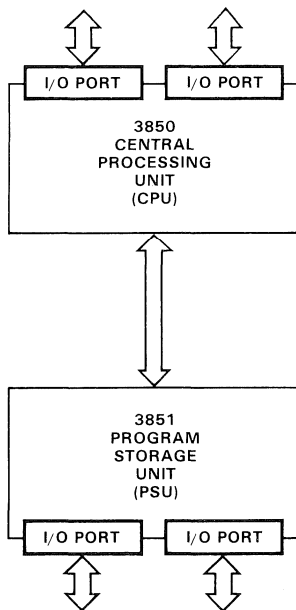 I/O PORT I/O PORT
3850
CENTRAL
PROCESSING
UNIT
(CPU)
3851
PROGRAM
STORAGE
UNIT
(PSU)
I/O PORT I/O PORT